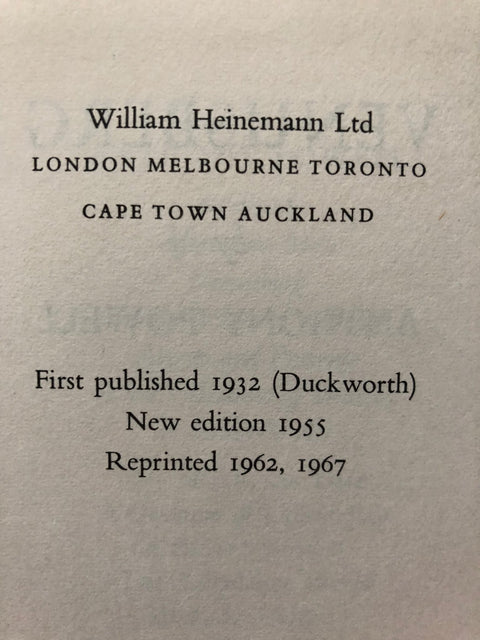 William Heinemann Ltd
LONDON MELBOURNE TORONTO
CAPE TOWN AUCKLAND
First published 1932 (Duckworth)
New edition 1955
Reprinted 1962, 1967